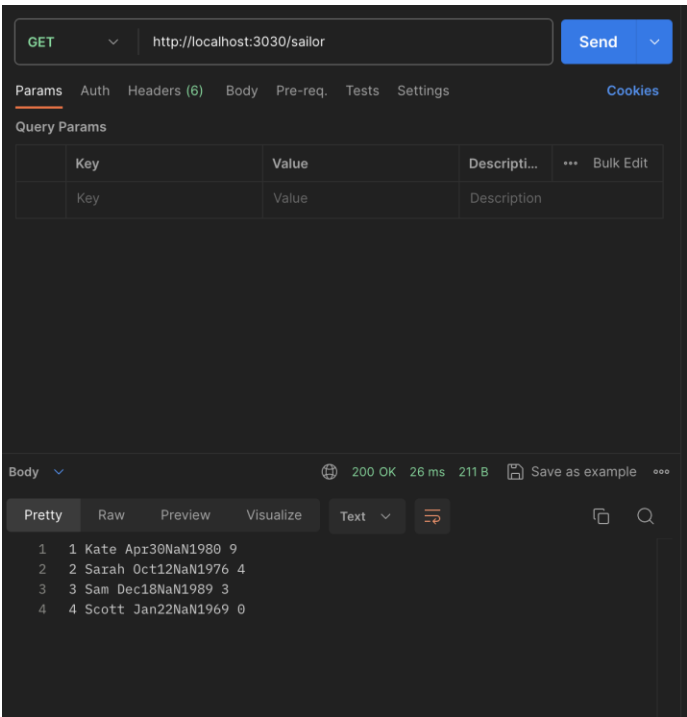 GET http://localhost:3030/sailor Send
Params Auth Headers (6) Body Pre-req. Tests Settings Cookies
Query Params
Key Value Descripti... ••• Bulk Edit
Key Value Description
Body 200 OK 26 ms 211 B Save as example
Pretty Raw Preview Visualize Text
1 1 Kate Apr30NaN1980 9
2 2 Sarah Oct12NaN1976 4
3 3 Sam Dec18NaN1989 3
4 4 Scott Jan22NaN1969 0